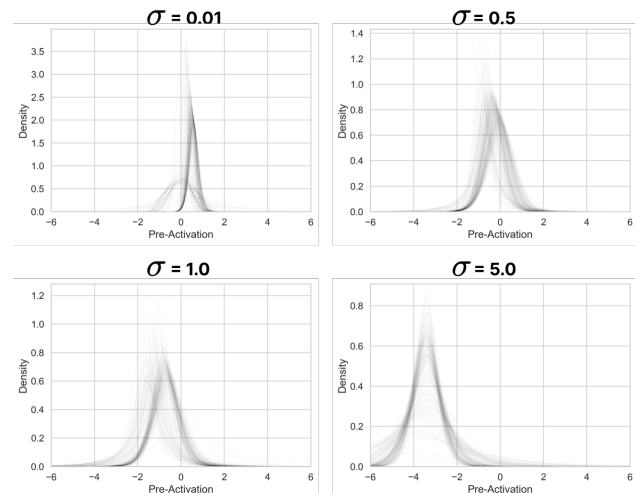 σ = 0.01
3.5
3.0
2.5
2.0
1.5
1.0
0.5
0.0
Density
−6 −4 −2 0 2 4 6
Pre-Activation
σ = 0.5
1.4
1.2
1.0
0.8
0.6
0.4
0.2
0.0
Density
−6 −4 −2 0 2 4 6
Pre-Activation
σ = 1.0
1.2
1.0
0.8
0.6
0.4
0.2
0.0
Density
−6 −4 −2 0 2 4 6
Pre-Activation
σ = 5.0
0.8
0.6
0.4
0.2
0.0
Density
−6 −4 −2 0 2 4 6
Pre-Activation